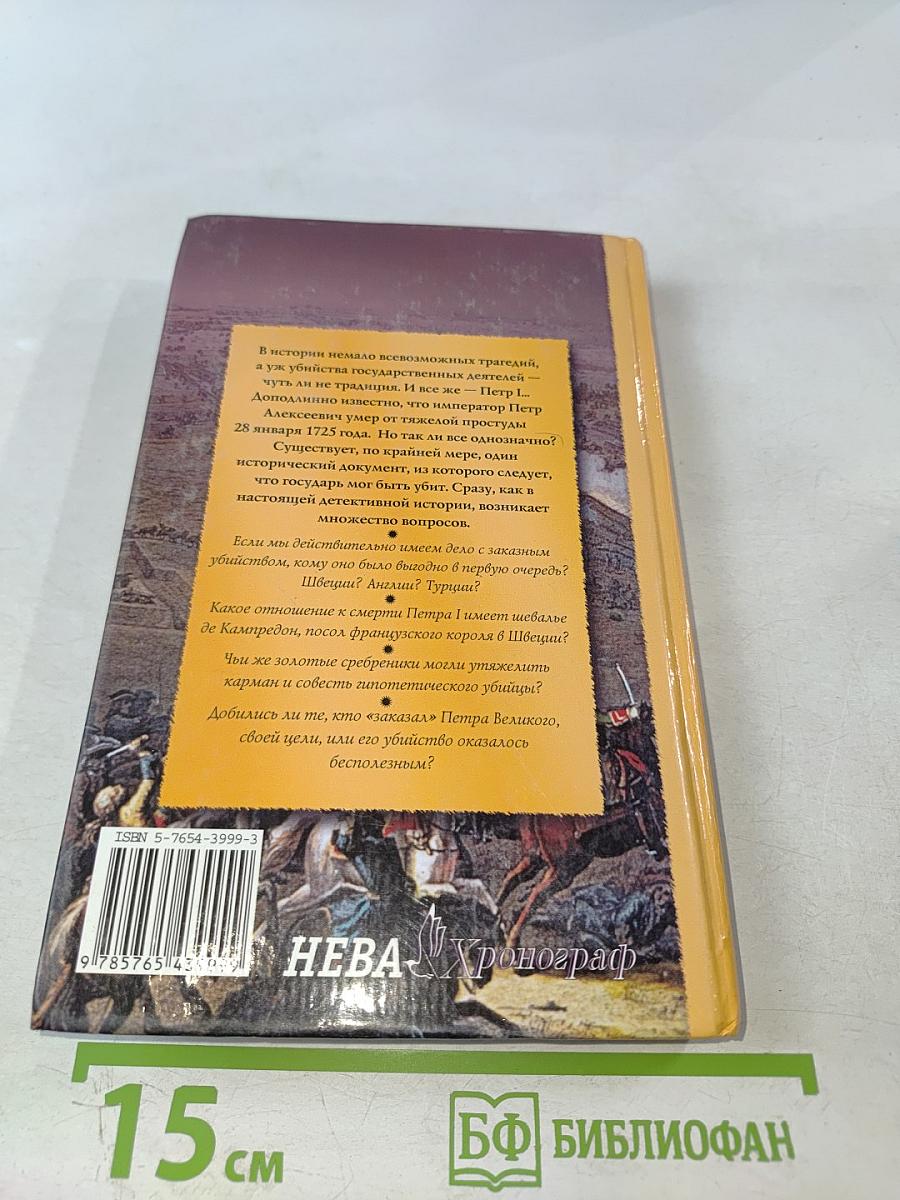 В истории немало всевозможных трагедий,
а уж убийства государственных деятелей —
чуть ли не традиция. И все же — Петр I...
Доподлинно известно, что император Петр
Алексеевич умер от тяжелой простуды
28 января 1725 года. Но так ли все однозначно?
Существует, по крайней мере, один
исторический документ, из которого следует,
что государь мог быть убит. Сразу, как в
настоящей детективной истории, возникает
множество вопросов.
Если мы действительно имеем дело с заказным
убийством, кому оно было выгодно в первую очередь?
Швеции? Англии? Турции?
Какое отношение к смерти Петра I имеет шевалье
де Кампредон, посол французского короля в Швеции?
Чьи же золотые сребреники могли утяжелить
карман и совесть гипотетического убийцы?
Добились ли те, кто «заказал» Петра Великого,
своей цели, или его убийство оказалось
бесполезным?
ISBN 5-7654-3999-3
9 785765 439999
НЕВА Хронограф
15 см
БФ БИБЛИОФАН